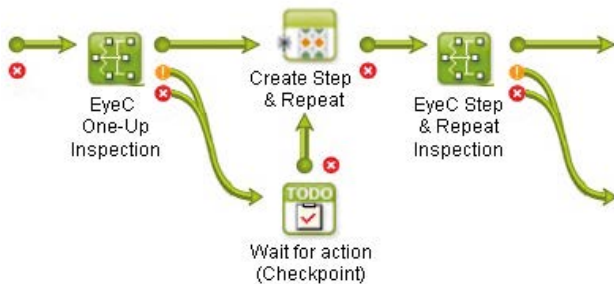 EyeC
One-Up
Inspection
Create Step
& Repeat
EyeC Step
& Repeat
Inspection
TODO
Wait for action
(Checkpoint)